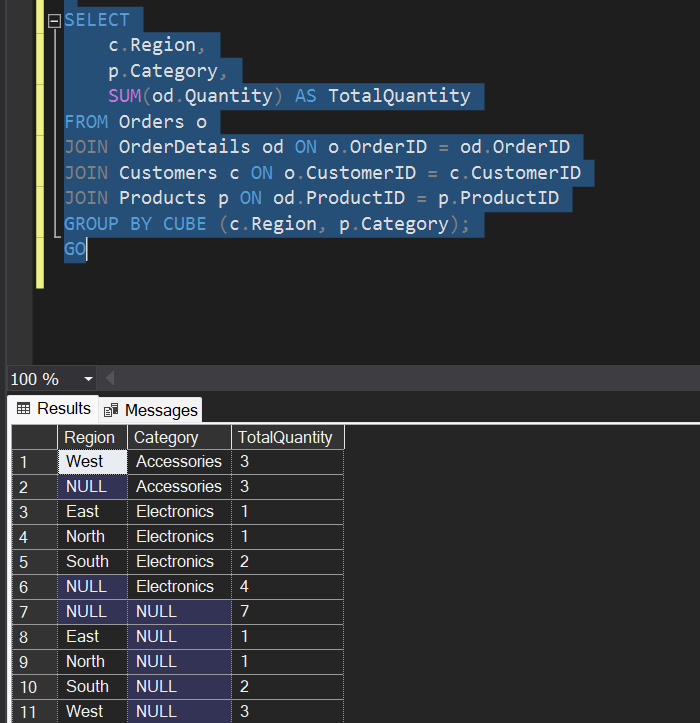 SELECT
c.Region,
p.Category,
SUM(od.Quantity) AS TotalQuantity
FROM Orders o
JOIN OrderDetails od ON o.OrderID = od.OrderID
JOIN Customers c ON o.CustomerID = c.CustomerID
JOIN Products p ON od.ProductID = p.ProductID
GROUP BY CUBE (c.Region, p.Category);
GO
100 %
Results Messages
Region Category TotalQuantity
1 West Accessories 3
2 NULL Accessories 3
3 East Electronics 1
4 North Electronics 1
5 South Electronics 2
6 NULL Electronics 4
7 NULL NULL 7
8 East NULL 1
9 North NULL 1
10 South NULL 2
11 West NULL 3